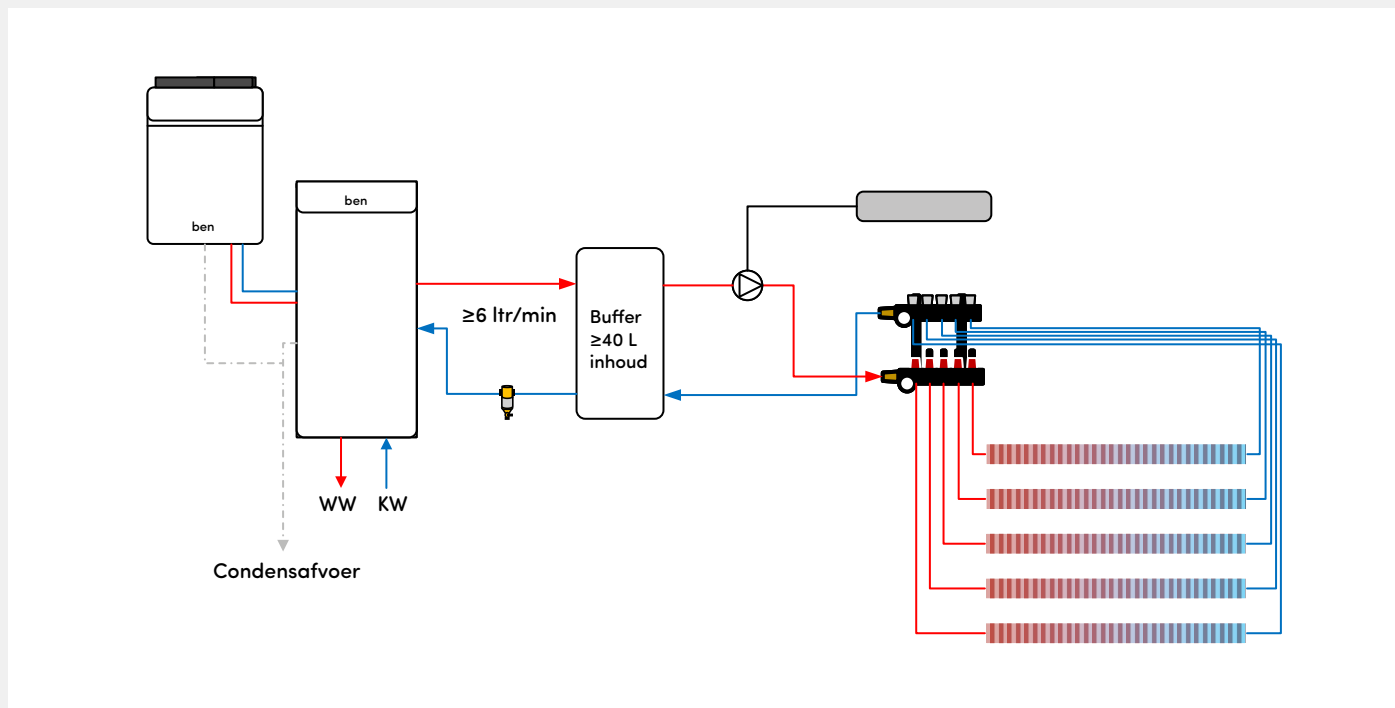 ben
ben
≥6 ltr/min
Buffer
≥40 L
inhoud
WW
KW
Condensafvoer